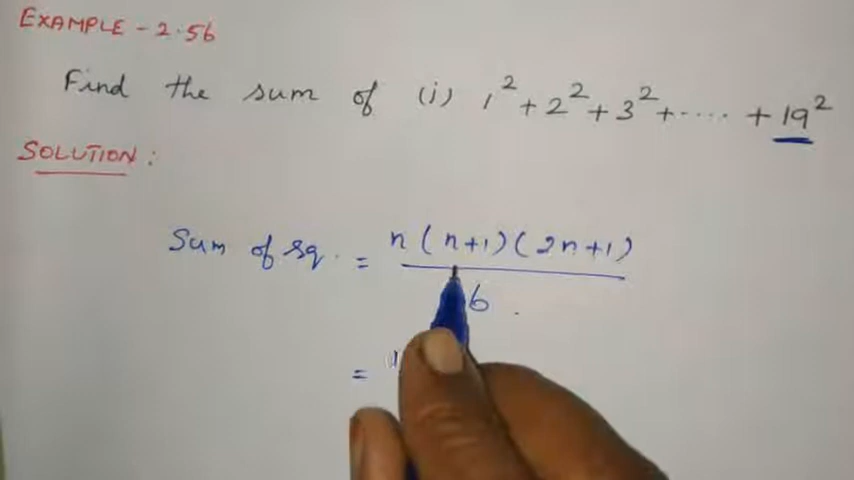 EXAMPLE - 2.56
Find the sum of (i) 1² + 2² + 3² + ..... + 19²
SOLUTION :
Sum of sq. = n(n+1)(2n+1)
6.
= 1